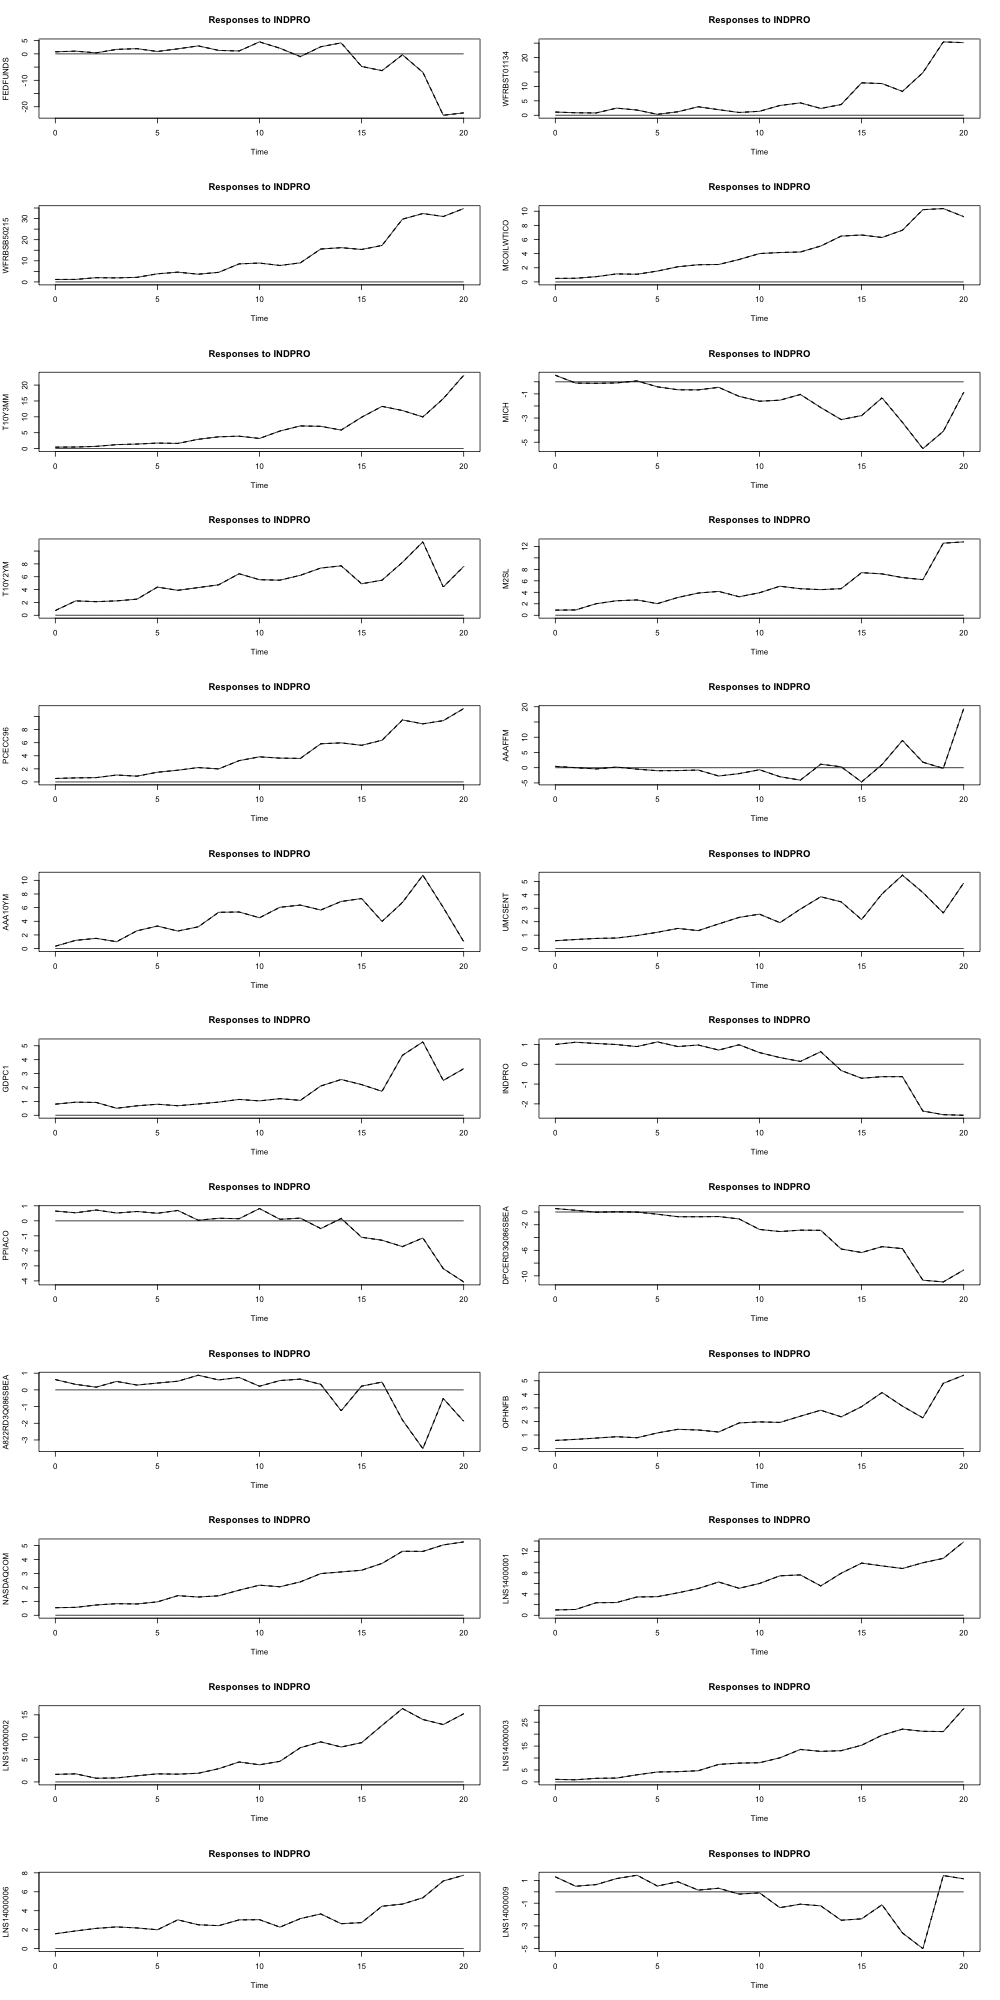 Responses to INDPRO
FEDFUNDS
-20 -10 0 5
0 5 10 15 20
Time
Responses to INDPRO
WFRBST01134
0 5 10 20
0 5 10 15 20
Time
Responses to INDPRO
WFRBSB50215
0 10 20 30
0 5 10 15 20
Time
Responses to INDPRO
MCOILWTICO
0 2 4 6 8 10
0 5 10 15 20
Time
Responses to INDPRO
T10Y3MM
0 5 10 15 20
0 5 10 15 20
Time
Responses to INDPRO
MICH
-5 -3 -1
0 5 10 15 20
Time
Responses to INDPRO
T10Y2YM
0 2 4 6 8
0 5 10 15 20
Time
Responses to INDPRO
M2SL
0 2 4 6 8 12
0 5 10 15 20
Time
Responses to INDPRO
PCECC96
0 2 4 6 8
0 5 10 15 20
Time
Responses to INDPRO
AAAFFM
-5 0 5 10 20
0 5 10 15 20
Time
Responses to INDPRO
AAA10YM
0 2 4 6 8 10
0 5 10 15 20
Time
Responses to INDPRO
UMCSENT
0 1 2 3 4 5
0 5 10 15 20
Time
Responses to INDPRO
GDPC1
0 1 2 3 4 5
0 5 10 15 20
Time
Responses to INDPRO
INDPRO
-2 -1 0 1
0 5 10 15 20
Time
Responses to INDPRO
PPIACO
-4 -3 -2 -1 0 1
0 5 10 15 20
Time
Responses to INDPRO
DPCERD3Q086SBEA
-10 -6 -2 0
0 5 10 15 20
Time
Responses to INDPRO
A822RD3Q086SBEA
-3 -2 -1 0 1
0 5 10 15 20
Time
Responses to INDPRO
OPHNFB
0 1 2 3 4 5
0 5 10 15 20
Time
Responses to INDPRO
NASDAQCOM
0 1 2 3 4 5
0 5 10 15 20
Time
Responses to INDPRO
LNS14000001
0 4 8 12
0 5 10 15 20
Time
Responses to INDPRO
LNS14000002
0 5 10 15
0 5 10 15 20
Time
Responses to INDPRO
LNS14000003
0 5 15 25
0 5 10 15 20
Time
Responses to INDPRO
LNS14000006
0 2 4 6 8
0 5 10 15 20
Time
Responses to INDPRO
LNS14000009
-5 -3 -1 1
0 5 10 15 20
Time